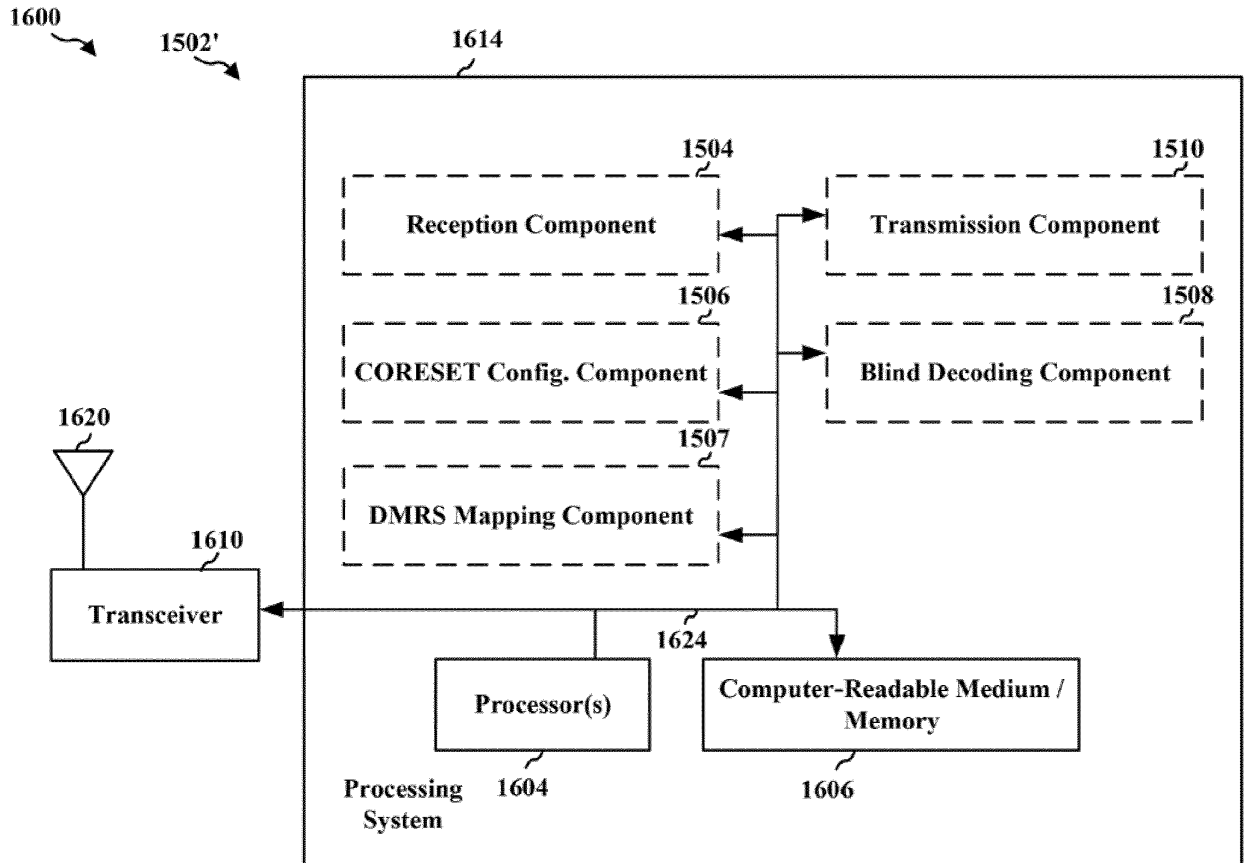 1600
1502'
1614
1504
Reception Component
1510
Transmission Component
1506
CORESET Config. Component
1508
Blind Decoding Component
1507
DMRS Mapping Component
1620
1610
Transceiver
1624
Processor(s)
1604
Computer-Readable Medium /
Memory
1606
Processing
System